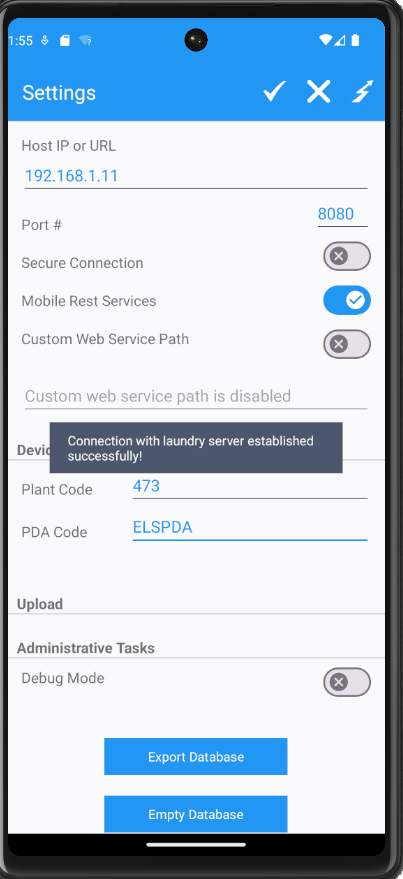 1:55
Settings
Host IP or URL
192.168.1.11
Port #
8080
Secure Connection
Mobile Rest Services
Custom Web Service Path
Custom web service path is disabled
Connection with laundry server established
successfully!
Plant Code
473
PDA Code
ELSPDA
Upload
Administrative Tasks
Debug Mode
Export Database
Empty Database